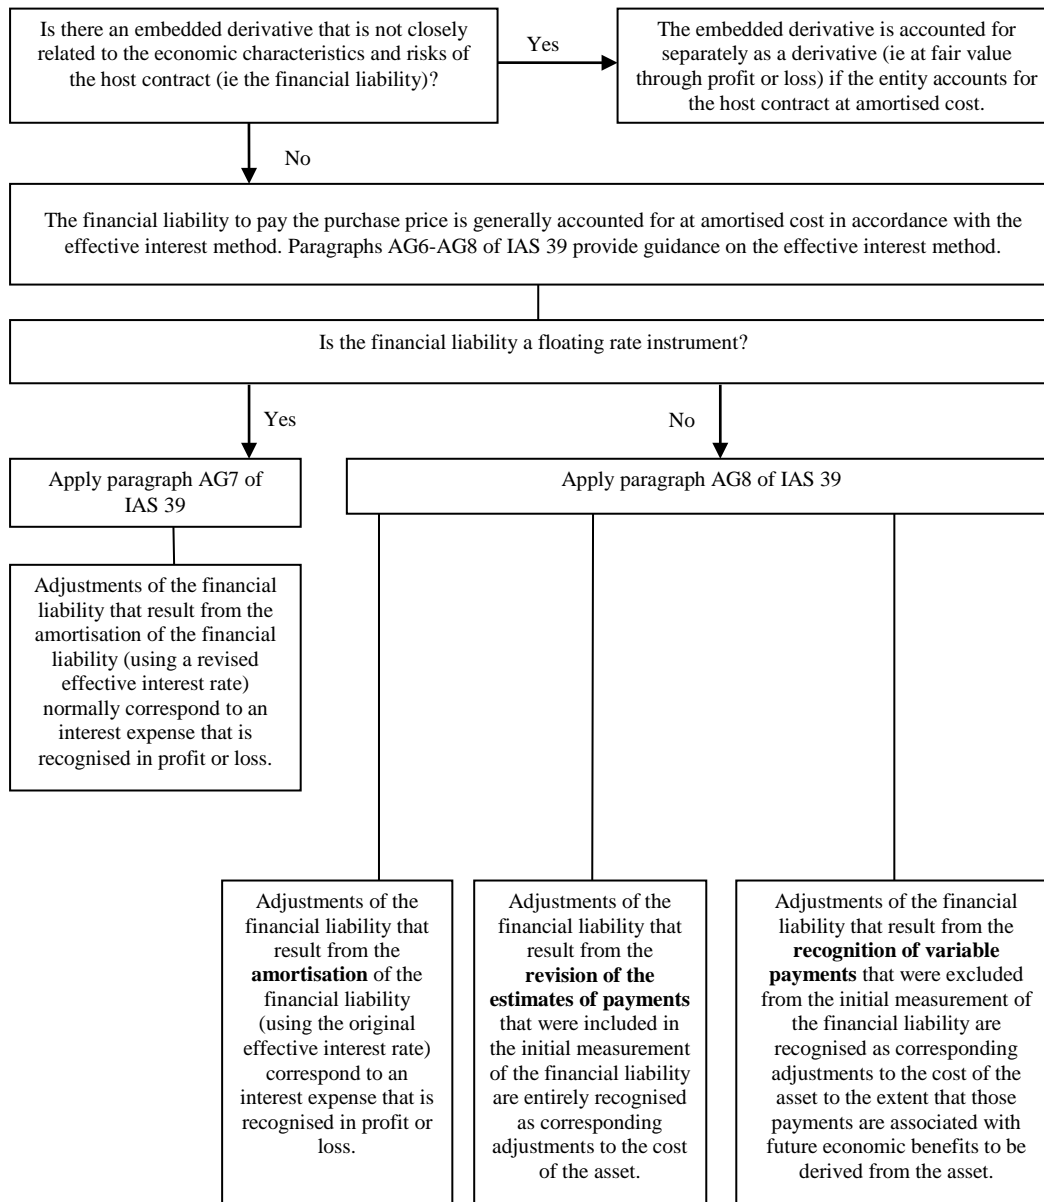 Is there an embedded derivative that is not closely
related to the economic characteristics and risks of
the host contract (ie the financial liability)?
Yes
The embedded derivative is accounted for
separately as a derivative (ie at fair value
through profit or loss) if the entity accounts for
the host contract at amortised cost.
No
The financial liability to pay the purchase price is generally accounted for at amortised cost in accordance with the
effective interest method. Paragraphs AG6-AG8 of IAS 39 provide guidance on the effective interest method.
Is the financial liability a floating rate instrument?
Yes
No
Apply paragraph AG7 of
IAS 39
Apply paragraph AG8 of IAS 39
Adjustments of the financial
liability that result from the
amortisation of the financial
liability (using a revised
effective interest rate)
normally correspond to an
interest expense that is
recognised in profit or loss.
Adjustments of the
financial liability that
result from the
amortisation of the
financial liability
(using the original
effective interest rate)
correspond to an
interest expense that is
recognised in profit or
loss.
Adjustments of the
financial liability that
result from the
revision of the
estimates of payments
that were included in
the initial measurement
of the financial liability
are entirely recognised
as corresponding
adjustments to the cost
of the asset.
Adjustments of the financial
liability that result from the
recognition of variable
payments that were excluded
from the initial measurement of
the financial liability are
recognised as corresponding
adjustments to the cost of the
asset to the extent that those
payments are associated with
future economic benefits to be
derived from the asset.